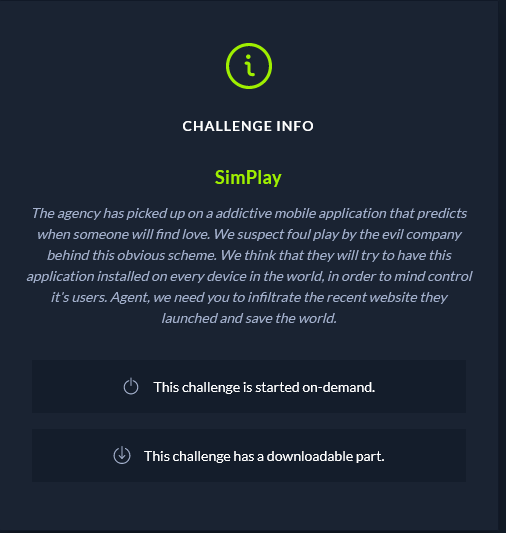 CHALLENGE INFO
SimPlay
The agency has picked up on a addictive mobile application that predicts
when someone will find love. We suspect foul play by the evil company
behind this obvious scheme. We think that they will try to have this
application installed on every device in the world, in order to mind control
it's users. Agent, we need you to infiltrate the recent website they
launched and save the world.
This challenge is started on-demand.
This challenge has a downloadable part.